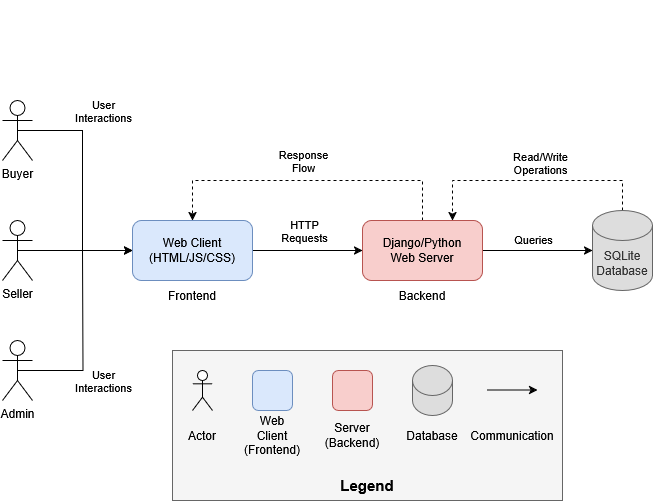 User
Interactions
Buyer
Response
Flow
Read/Write
Operations
Seller
Web Client
(HTML/JS/CSS)
Frontend
HTTP
Requests
Django/Python
Web Server
Backend
Queries
SQLite
Database
User
Interactions
Admin
Actor
Web
Client
(Frontend)
Server
(Backend)
Database
Communication
Legend